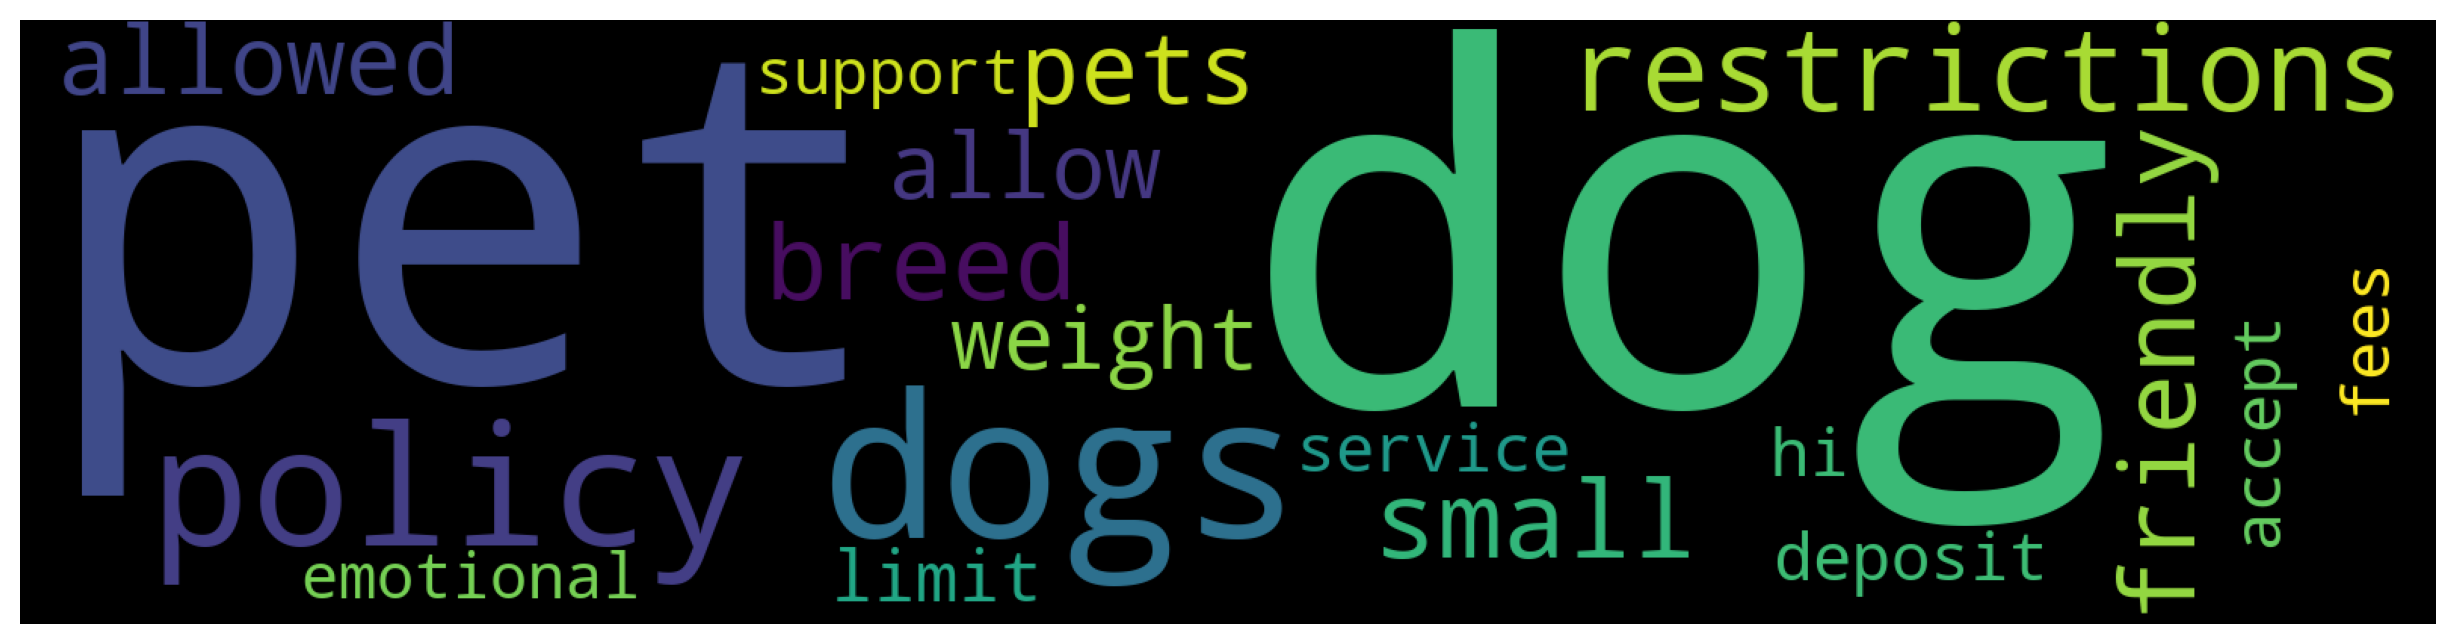 allowed
support
pets
restrictions
pet
dog
allow
breed
weight
friendly
fees
accept
policy
dogs
service
hi
small
deposit
emotional
limit